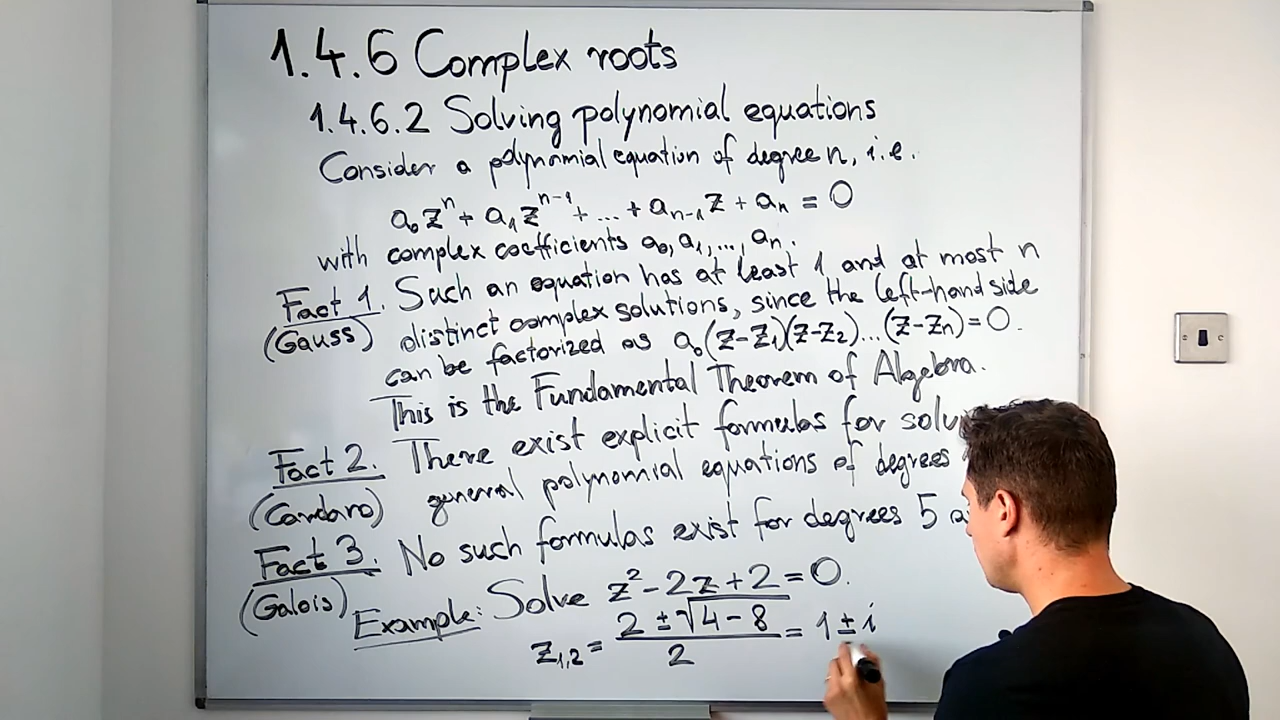 1.4.6 Complex roots
1.4.6.2 Solving polynomial equations
Consider a polynomial equation of degree n, i.e.
a₀zⁿ + a₁zⁿ⁻¹ + ... + aₙ₋₁z + aₙ = 0
with complex coefficients a₀, a₁, ..., aₙ.
Fact 1. Such an equation has at least 1 and at most n
(Gauss) distinct complex solutions, since the left-hand side
can be factorized as a₀(z-z₁)(z-z₂)...(z-zₙ) = 0.
This is the Fundamental Theorem of Algebra.
Fact 2. There exist explicit formulas for
(Cardano) general polynomial equations of degrees
Fact 3. No such formulas exist for degrees 5
(Galois)
Example: Solve z² - 2z + 2 = 0.
z₁,₂ = (2 ± √(4 - 8))/2 = 1 ± i